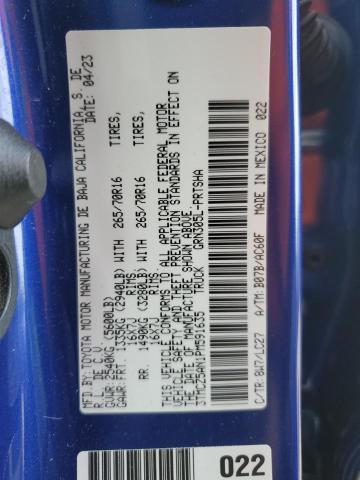 MFD.BY:TOYOTA MOTOR MANUFACTURING DE BAJA CALIFORNIA, S. DE
R.L. DE C.V. DATE: 04/23
GVWR: 2540KG (5600LB)
GAWR: FRT. 1335KG (2940LB) WITH 265/70R16 TIRES,
16X7J RIMS
RR. 1490KG (3280LB) WITH 265/70R16 TIRES,
16X7J RIMS
THIS VEHICLE CONFORMS TO ALL APPLICABLE FEDERAL MOTOR
VEHICLE SAFETY AND THEFT PREVENTION STANDARDS IN EFFECT ON
THE DATE OF MANUFACTURE SHOWN ABOVE.
3TMCZ5AN1PM591635 TRUCK GRN305L-PRTSHA
C/TR:8W7/LC27 A/TM:B07B/AC60F MADE IN MEXICO 022
022